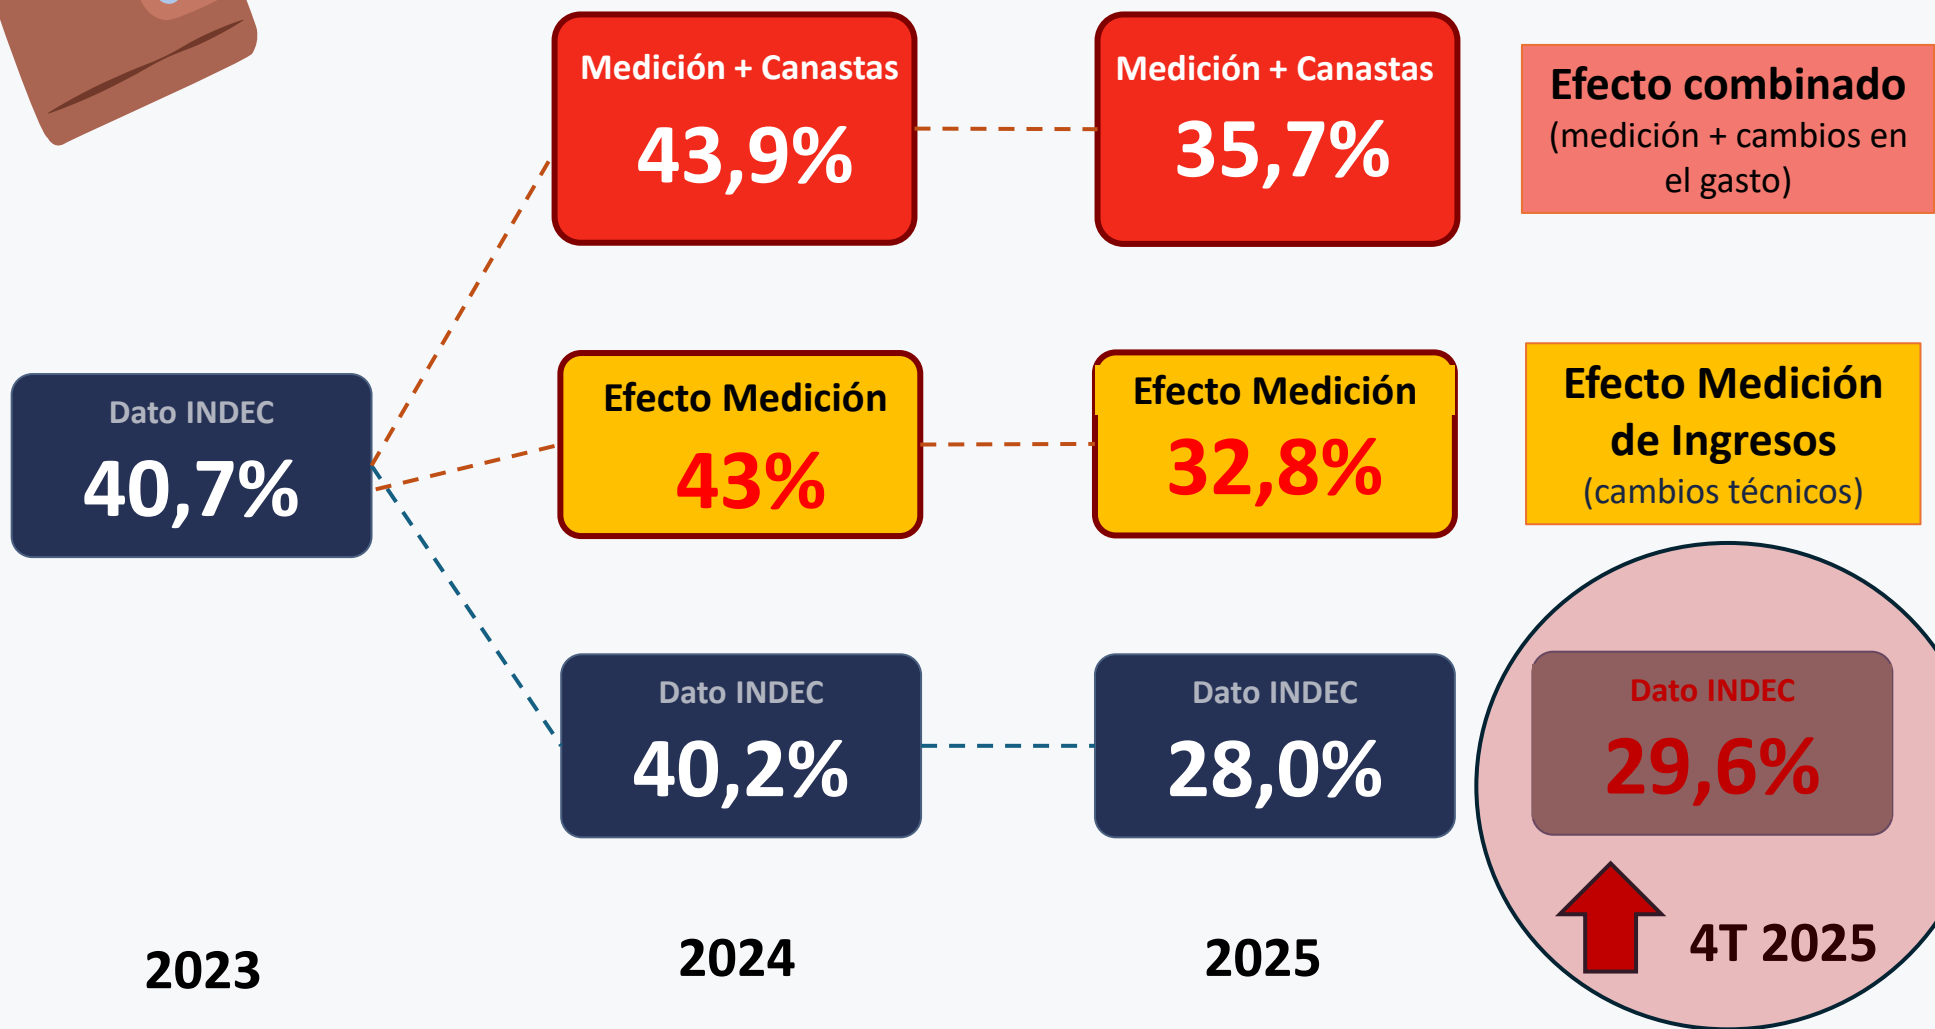 Medición + Canastas
43,9%
Medición + Canastas
35,7%
Efecto combinado
(medición + cambios en
el gasto)
Dato INDEC
40,7%
Efecto Medición
43%
Efecto Medición
32,8%
Efecto Medición
de Ingresos
(cambios técnicos)
Dato INDEC
40,2%
Dato INDEC
28,0%
Dato INDEC
29,6%
2023
2024
2025
4T 2025